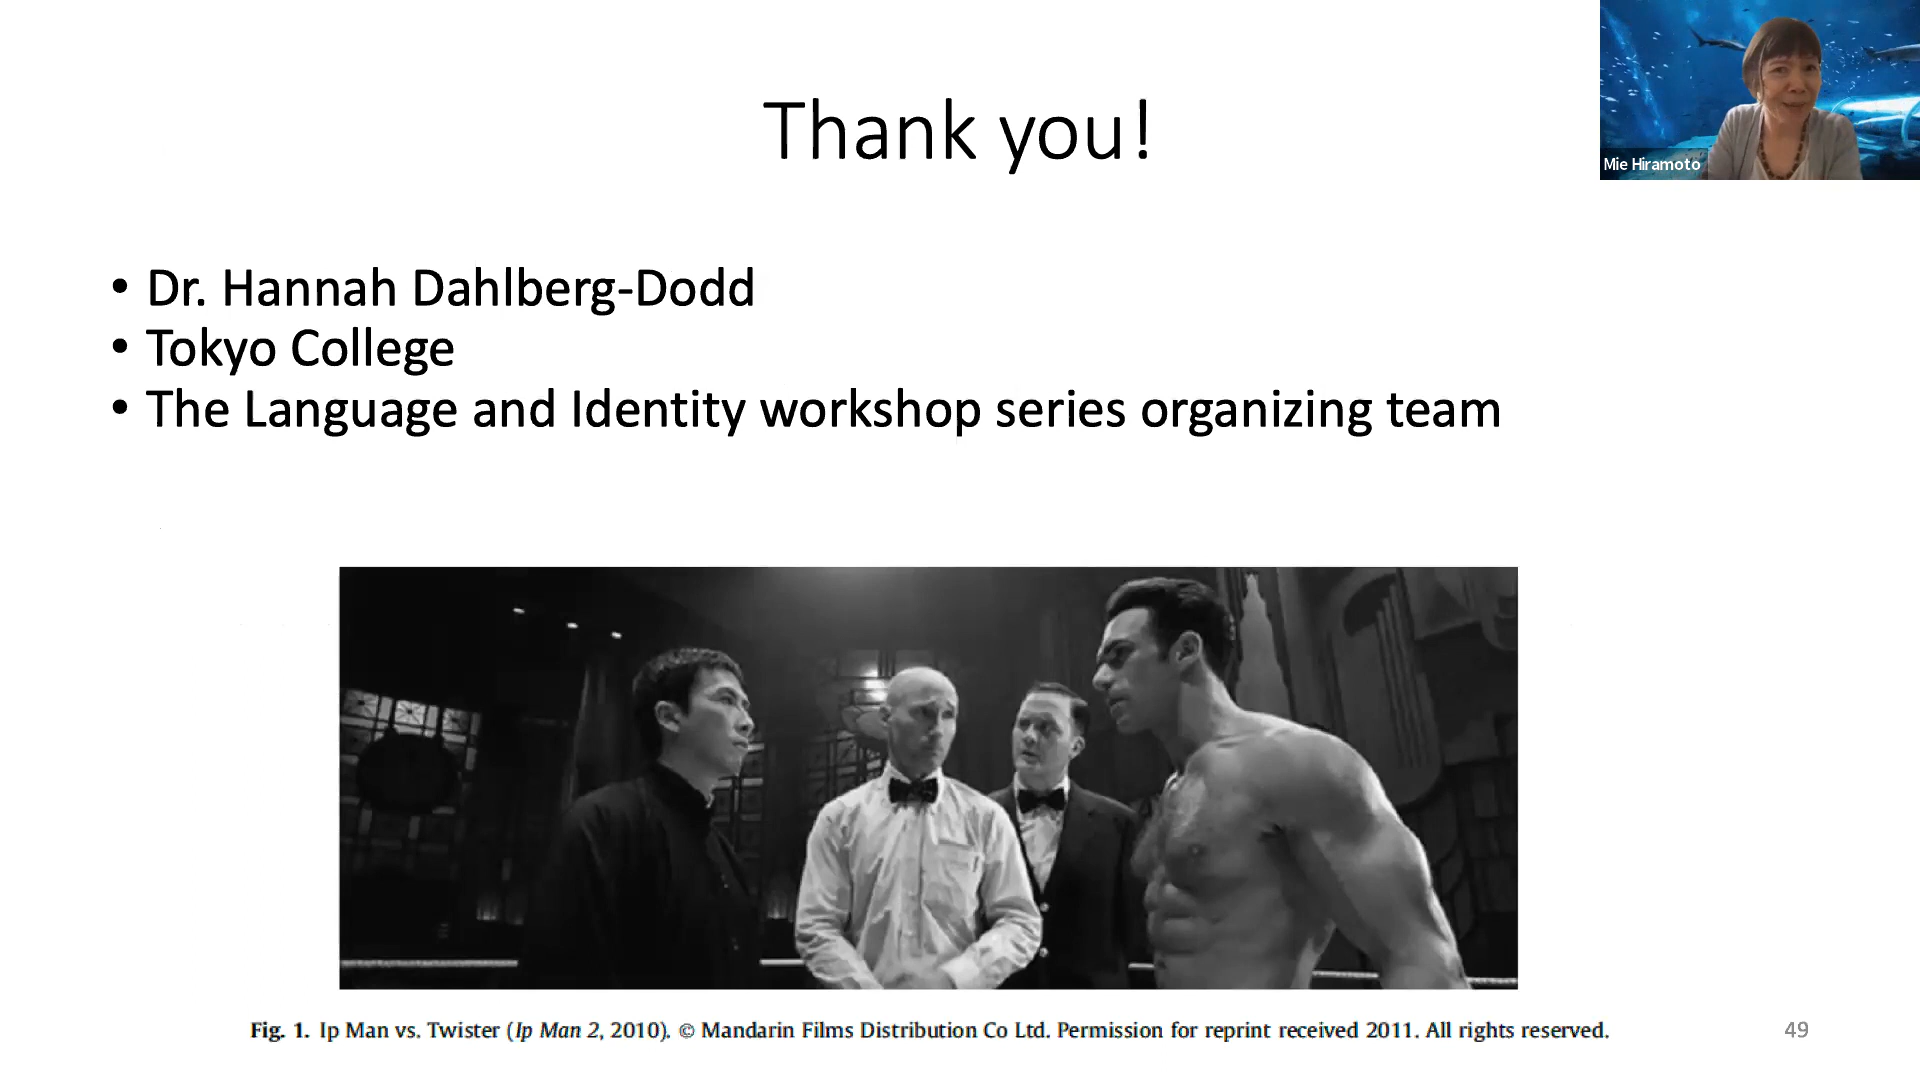 Thank you!
Mie Hiramoto
• Dr. Hannah Dahlberg-Dodd
• Tokyo College
• The Language and Identity workshop series organizing team
Fig. 1. Ip Man vs. Twister (Ip Man 2, 2010). © Mandarin Films Distribution Co Ltd. Permission for reprint received 2011. All rights reserved.
49